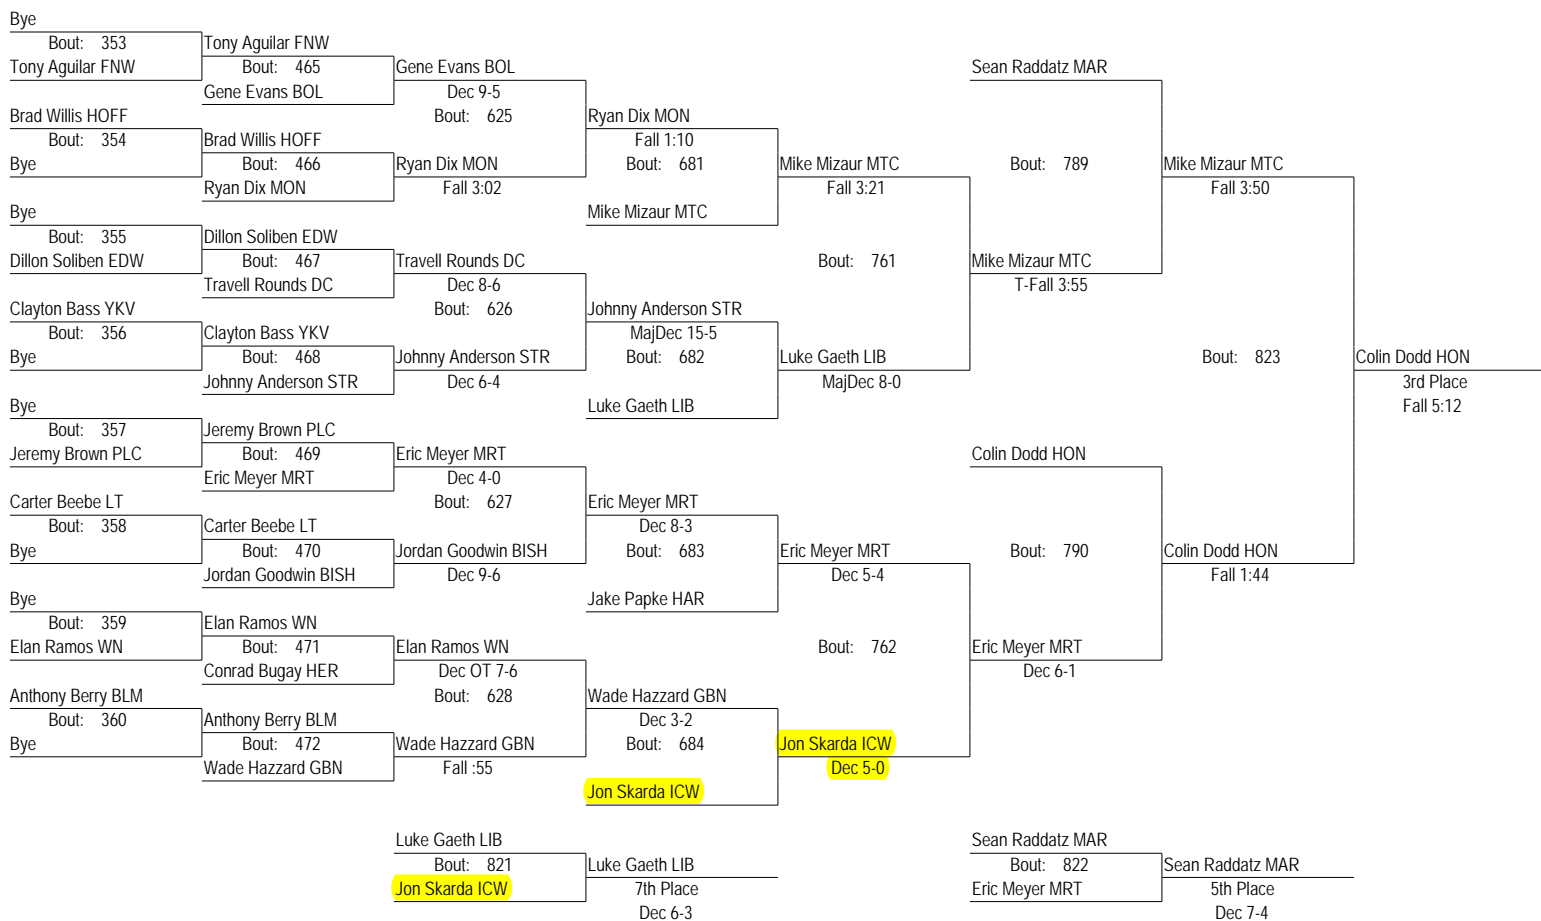 Bye
Bout: 353
Tony Aguilar FNW
Tony Aguilar FNW
Bout: 465
Gene Evans BOL
Gene Evans BOL
Dec 9-5
Bout: 625
Brad Willis HOFF
Bout: 354
Bye
Brad Willis HOFF
Bout: 466
Ryan Dix MON
Ryan Dix MON
Fall 3:02
Ryan Dix MON
Fall 1:10
Bout: 681
Mike Mizaur MTC
Mike Mizaur MTC
Fall 3:21
Bye
Bout: 355
Dillon Soliben EDW
Dillon Soliben EDW
Bout: 467
Travell Rounds DC
Travell Rounds DC
Dec 8-6
Bout: 626
Clayton Bass YKV
Bout: 356
Bye
Clayton Bass YKV
Bout: 468
Johnny Anderson STR
Johnny Anderson STR
Dec 6-4
Johnny Anderson STR
MajDec 15-5
Bout: 682
Luke Gaeth LIB
Luke Gaeth LIB
MajDec 8-0
Bout: 761
Mike Mizaur MTC
T-Fall 3:55
Sean Raddatz MAR
Bout: 789
Mike Mizaur MTC
Fall 3:50
Bye
Bout: 357
Jeremy Brown PLC
Jeremy Brown PLC
Bout: 469
Eric Meyer MRT
Eric Meyer MRT
Dec 4-0
Bout: 627
Carter Beebe LT
Bout: 358
Bye
Carter Beebe LT
Bout: 470
Jordan Goodwin BISH
Jordan Goodwin BISH
Dec 9-6
Eric Meyer MRT
Dec 8-3
Bout: 683
Jake Papke HAR
Eric Meyer MRT
Dec 5-4
Bye
Bout: 359
Elan Ramos WN
Elan Ramos WN
Bout: 471
Conrad Bugay HER
Elan Ramos WN
Dec OT 7-6
Bout: 628
Anthony Berry BLM
Bout: 360
Bye
Anthony Berry BLM
Bout: 472
Wade Hazzard GBN
Wade Hazzard GBN
Fall :55
Wade Hazzard GBN
Dec 3-2
Bout: 684
Jon Skarda ICW
Jon Skarda ICW
Dec 5-0
Bout: 762
Eric Meyer MRT
Dec 6-1
Colin Dodd HON
Bout: 790
Colin Dodd HON
Fall 1:44
Bout: 823
Colin Dodd HON
3rd Place
Fall 5:12
Luke Gaeth LIB
Bout: 821
Jon Skarda ICW
Luke Gaeth LIB
7th Place
Dec 6-3
Sean Raddatz MAR
Bout: 822
Eric Meyer MRT
Sean Raddatz MAR
5th Place
Dec 7-4